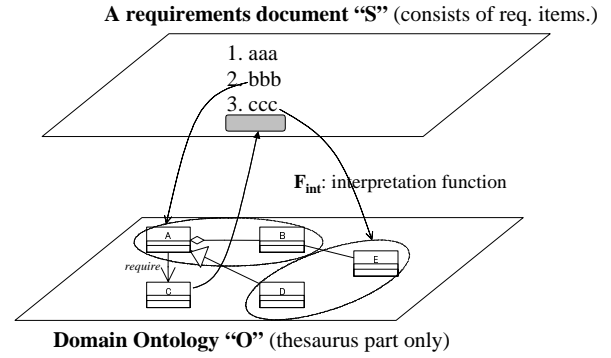 A requirements document “S” (consists of req. items.)
1. aaa
2. bbb
3. ccc
F_int: interpretation function
A
B
E
require
C
D
Domain Ontology “O” (thesaurus part only)